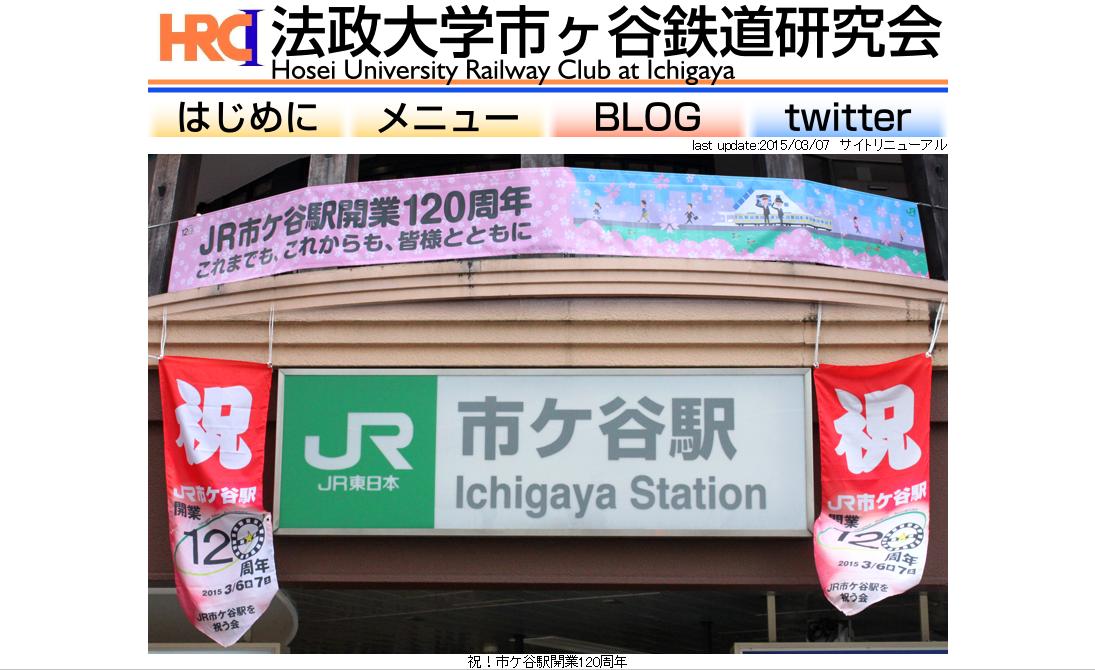 HRC 法政大学市ヶ谷鉄道研究会
Hosei University Railway Club at Ichigaya
はじめに メニュー BLOG twitter
last update:2015/03/07 サイトリニューアル
JR市ケ谷駅開業120周年
これまでも、これからも、皆様とともに
祝
JR市ケ谷駅
開業
120
周年
2015 3/6 7
JR市ケ谷駅を
祝う会
JR
JR東日本
市ケ谷駅
Ichigaya Station
祝
JR市ケ谷駅
開業
120
周年
2015 3/6 7
JR市ケ谷駅を
祝う会
祝！市ケ谷駅開業120周年